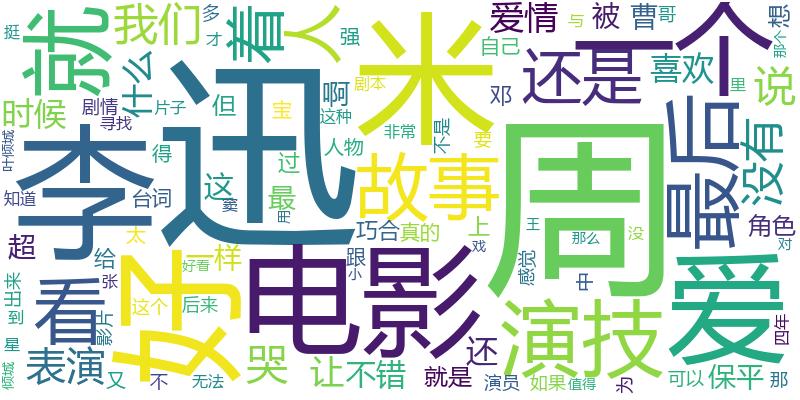 迅
周
李
米
电影
好
爱
看
就
故事
演技
一个
最后
还是
着
人
我们
表演
哭
说
没有
喜欢
爱情
被
曹
哥
想
那个
与
里
多
才
强
挺
什么
时候
剧情
片子
寻找
但
宝
啊
剧本
这种
自己
邓
非常
不是
要
得
过
人物
叶倾城
知道
台词
这
窦
最
用
巧合
真的
上
戏
王
那么
没
角色
对
超
给
太
张
一样
好看
跟
小
感觉
中
到
出来
影片
这个
后来
还
四年
星
倾城
又
不
无法
让
不错
就是
演员
如果
值得
为
可以
保平
那